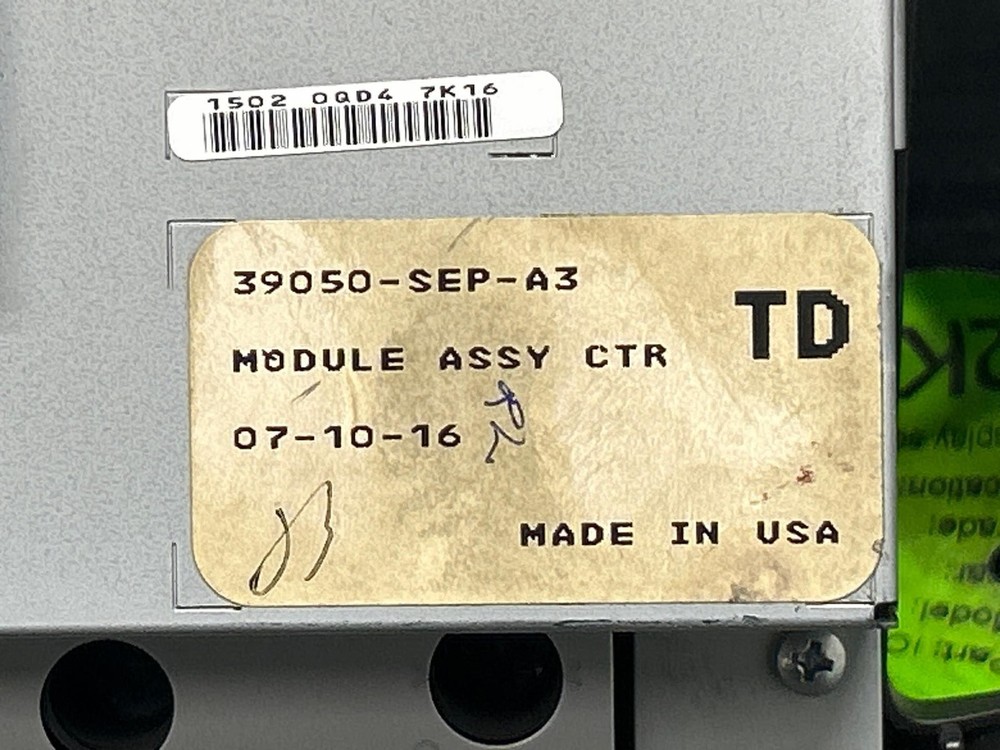 1502 0QD4 7K16
39050-SEP-A3
TD
MODULE ASSY CTR
07-10-16
MADE IN USA